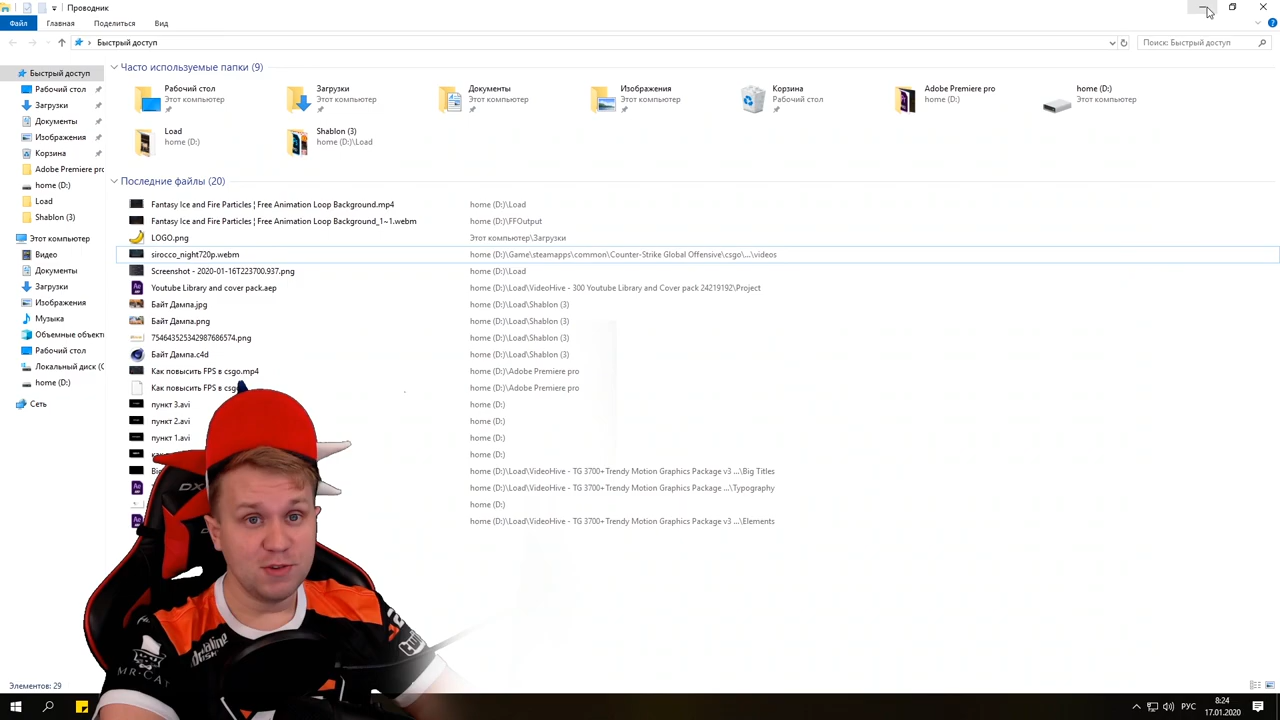 Проводник
Файл Главная Поделиться Вид
Быстрый доступ
Поиск: Быстрый доступ
Быстрый доступ
Рабочий стол
Загрузки
Документы
Изображения
Корзина
Adobe Premiere pro
home (D:)
Load
Shablon (3)
Этот компьютер
Видео
Документы
Загрузки
Изображения
Музыка
Объемные объекты
Рабочий стол
Локальный диск (C
home (D:)
Сеть
Часто используемые папки (9)
Рабочий стол
Этот компьютер
Загрузки
Этот компьютер
Документы
Этот компьютер
Изображения
Этот компьютер
Корзина
Рабочий стол
Adobe Premiere pro
home (D:)
home (D:)
Этот компьютер
Load
home (D:)
Shablon (3)
home (D:)\Load
Последние файлы (20)
Fantasy Ice and Fire Particles ¦ Free Animation Loop Background.mp4 home (D:)\Load
Fantasy Ice and Fire Particles ¦ Free Animation Loop Background_1~1.webm home (D:)\FFOutput
LOGO.png Этот компьютер\Загрузки
sirocco_night720p.webm home (D:)\Game\steamapps\common\Counter-Strike Global Offensive\csgo\...\videos
Screenshot - 2020-01-16T223700.937.png home (D:)\Load
Youtube Library and cover pack.aep home (D:)\Load\VideoHive - 300 Youtube Library and Cover pack 24219192\Project
Байт Дампа.jpg home (D:)\Load\Shablon (3)
Байт Дампа.png home (D:)\Load\Shablon (3)
754643525342987686574.png home (D:)\Load\Shablon (3)
Байт Дампа.c4d home (D:)\Load\Shablon (3)
Как повысить FPS в csgo.mp4 home (D:)\Adobe Premiere pro
Как повысить FPS в csgo home (D:)\Adobe Premiere pro
пункт 3.avi home (D:)
пункт 2.avi home (D:)
пункт 1.avi home (D:)
home (D:)
home (D:)\Load\VideoHive - TG 3700+Trendy Motion Graphics Package v3 ...\Big Titles
home (D:)\Load\VideoHive - TG 3700+Trendy Motion Graphics Package ...\Typography
home (D:)
home (D:)\Load\VideoHive - TG 3700+Trendy Motion Graphics Package v3 ...\Elements
DX
MR-CAT
Элементов: 29
РУС
8:24
17.01.2020